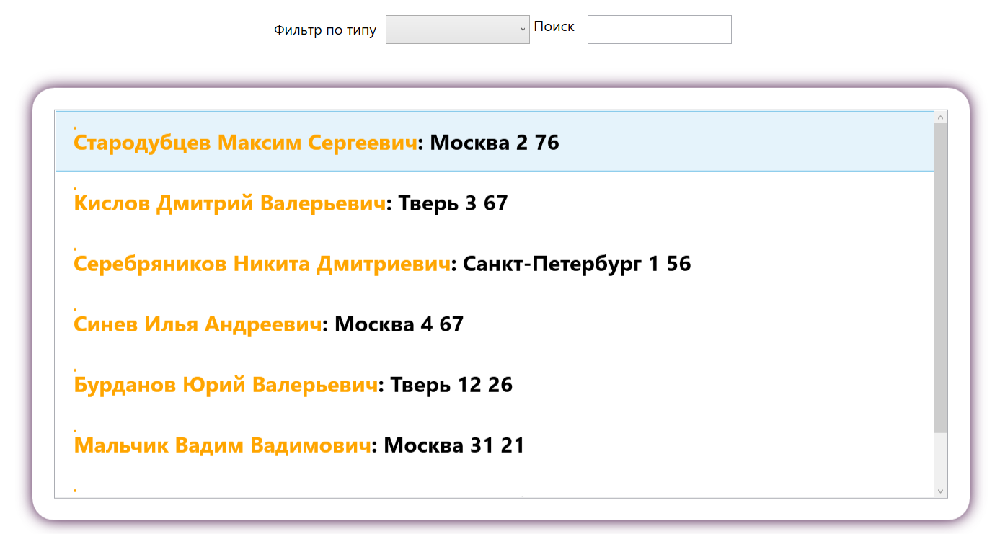 Фильтр по типу Поиск
Стародубцев Максим Сергеевич: Москва 2 76
Кислов Дмитрий Валерьевич: Тверь 3 67
Серебряников Никита Дмитриевич: Санкт-Петербург 1 56
Синев Илья Андреевич: Москва 4 67
Бурданов Юрий Валерьевич: Тверь 12 26
Мальчик Вадим Вадимович: Москва 31 21